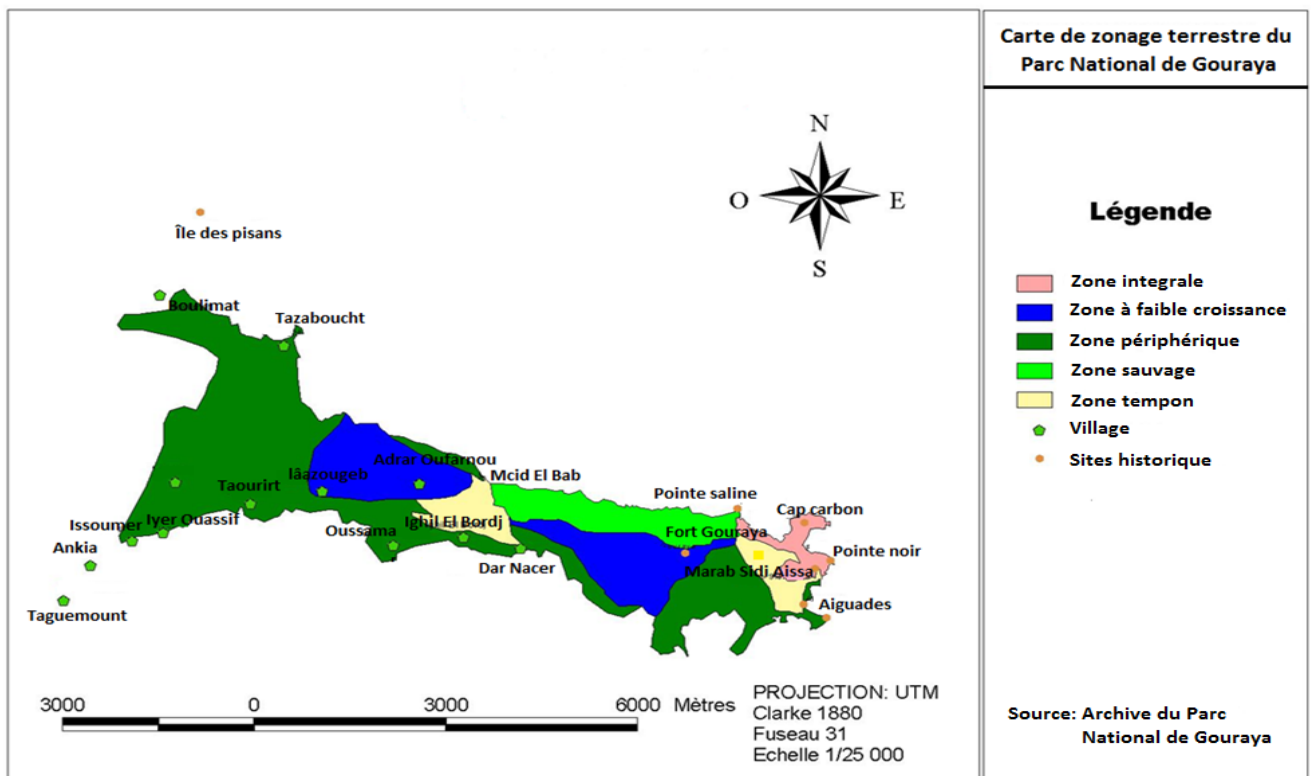 Carte de zonage terrestre du
Parc National de Gouraya
N
O
E
S
Île des pisans
Boulimat
Tazaboucht
Adrar Oufarnou
Iâazougeb
Mcid El Bab
Taourirt
Pointe saline
Cap carbon
Issoumer
Iyer Ouassif
Ighil El Bordj
Oussama
Fort Gouraya
Ankia
Pointe noir
Dar Nacer
Marab Sidi Aissa
Aiguades
Taguemount
3000
0
3000
6000
Mètres
PROJECTION: UTM
Clarke 1880
Fuseau 31
Echelle 1/25 000
Légende
Zone integrale
Zone à faible croissance
Zone périphérique
Zone sauvage
Zone tempon
Village
Sites historique
Source: Archive du Parc
National de Gouraya